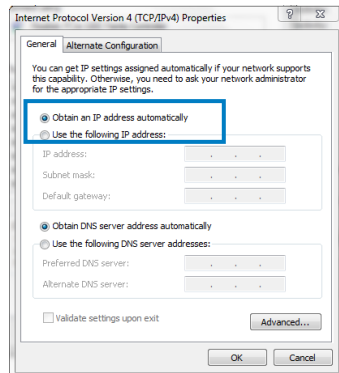 Internet Protocol Version 4 (TCP/IPv4) Properties
General
Alternate Configuration
You can get IP settings assigned automatically if your network supports
this capability. Otherwise, you need to ask your network administrator
for the appropriate IP settings.
Obtain an IP address automatically
Use the following IP address:
IP address:
Subnet mask:
Default gateway:
Obtain DNS server address automatically
Use the following DNS server addresses:
Preferred DNS server:
Alternate DNS server:
Validate settings upon exit
Advanced...
OK
Cancel